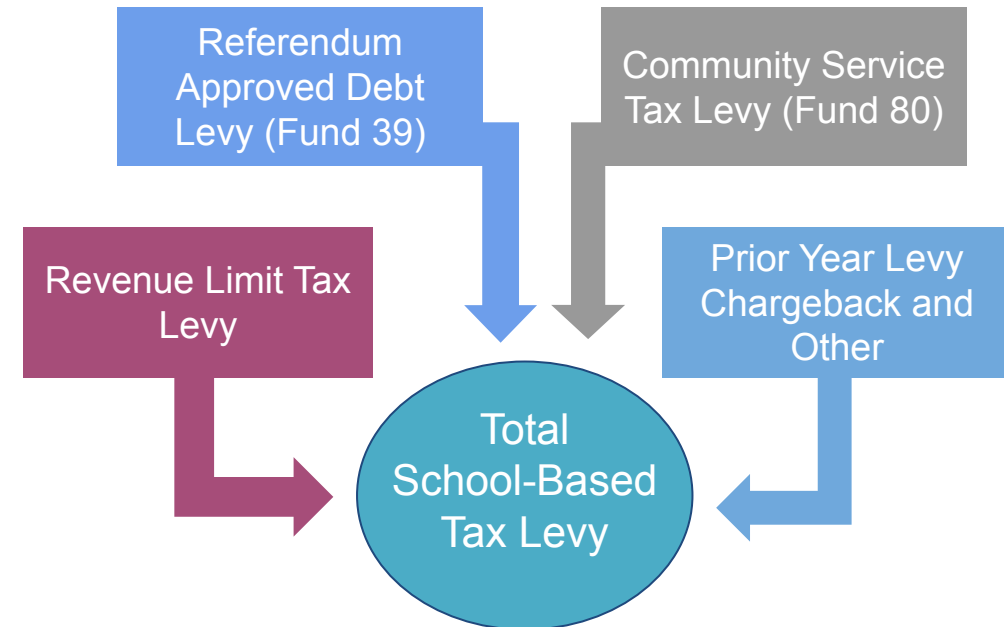 Referendum
Approved Debt
Levy (Fund 39)
Community Service
Tax Levy (Fund 80)
Revenue Limit Tax
Levy
Prior Year Levy
Chargeback and
Other
Total
School-Based
Tax Levy